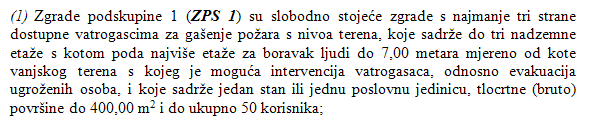 (1) Zgrade podskupine 1 (ZPS 1) su slobodno stojeće zgrade s najmanje tri strane
dostupne vatrogascima za gašenje požara s nivoa terena, koje sadrže do tri nadzemne
etaže s kotom poda najviše etaže za boravak ljudi do 7,00 metara mjereno od kote
vanjskog terena s kojeg je moguća intervencija vatrogasaca, odnosno evakuacija
ugroženih osoba, i koje sadrže jedan stan ili jednu poslovnu jedinicu, tlocrtne (bruto)
površine do 400,00 m² i do ukupno 50 korisnika;